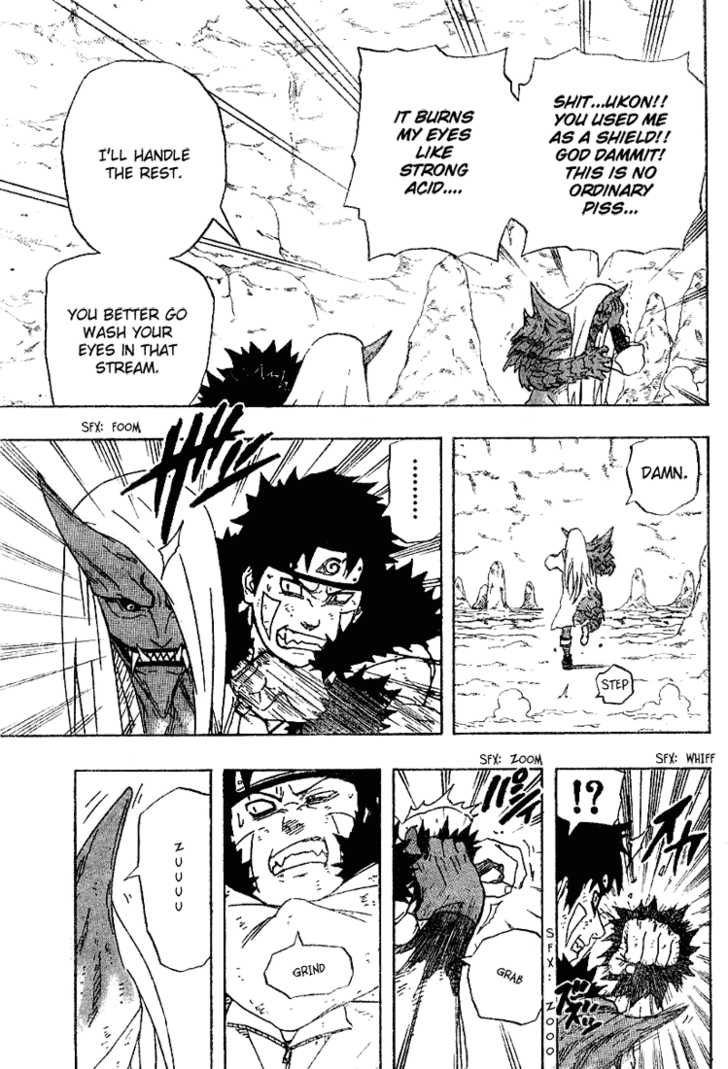 SHIT...UKON!!
YOU USED ME
AS A SHIELD!!
GOD DAMMIT!
THIS IS NO
ORDINARY
PISS...
IT BURNS
MY EYES
LIKE
STRONG
ACID....
I'LL HANDLE
THE REST.
YOU BETTER GO
WASH YOUR
EYES IN THAT
STREAM.
DAMN.
STEP
SFX: FOOM
.........
SFX: WHIFF
!?
オカ
SFX: ZOOO
SFX: ZOOM
GRAB
GRIND
ZUUUU